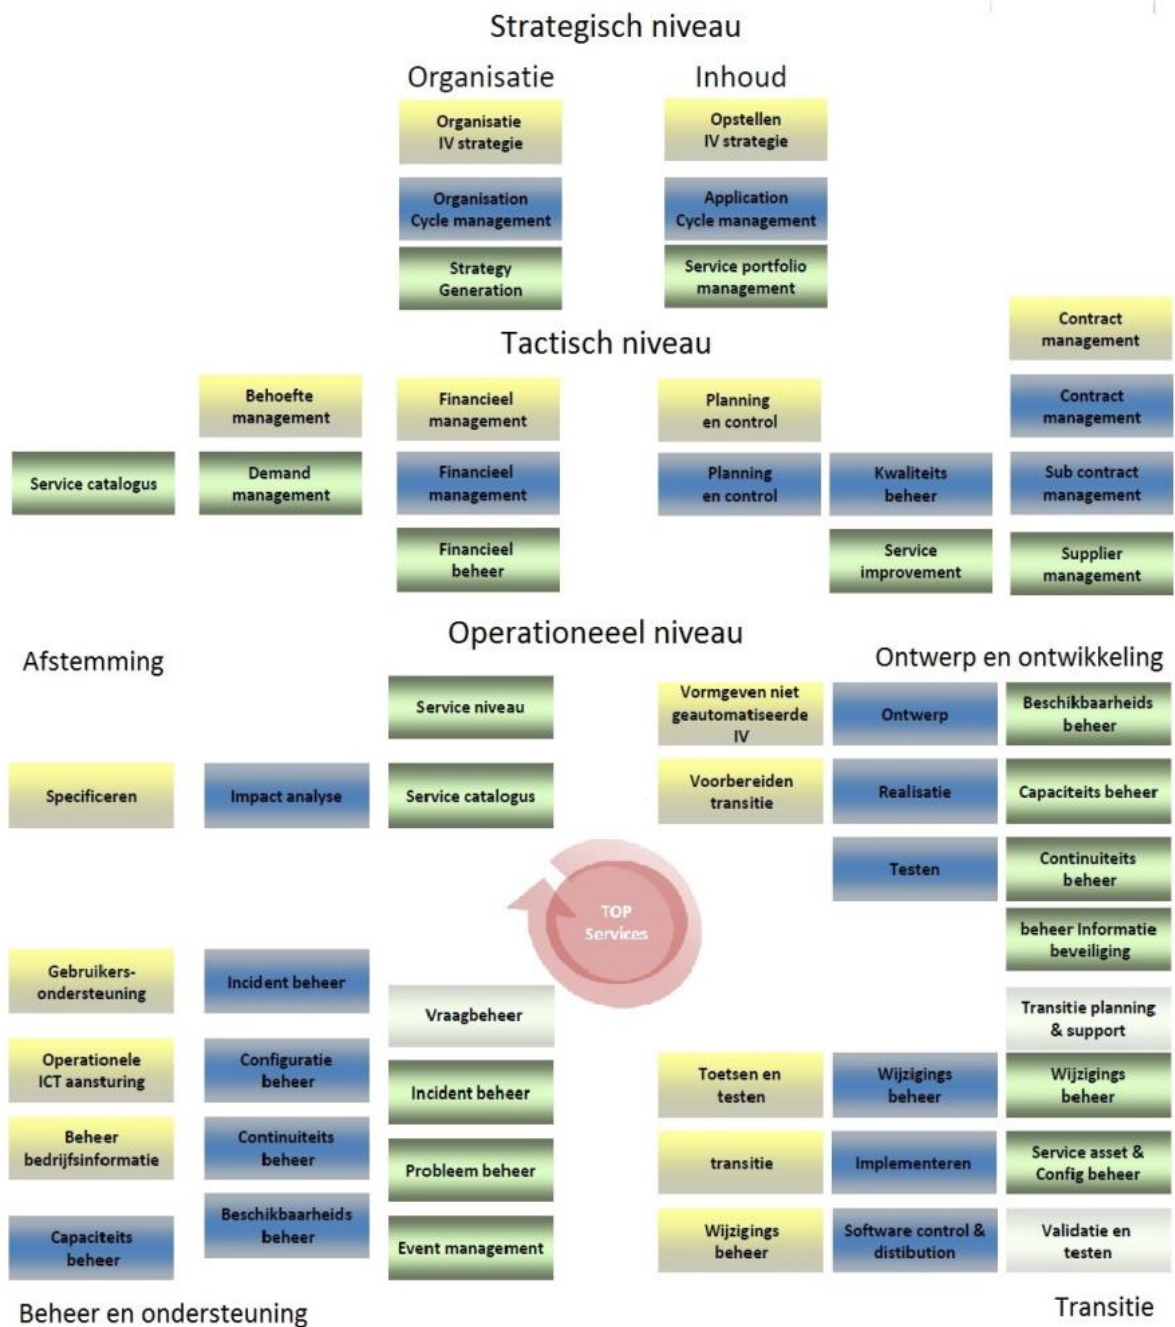 Strategisch niveau
Organisatie
Inhoud
Organisatie
IV strategie
Opstellen
IV strategie
Organisation
Cycle management
Application
Cycle management
Strategy
Generation
Service portfolio
management
Tactisch niveau
Contract
management
Behoefte
management
Financieel
management
Planning
en control
Contract
management
Service catalogus
Demand
management
Financieel
management
Planning
en control
Kwaliteits
beheer
Sub contract
management
Financieel
beheer
Service
improvement
Supplier
management
Operationeeel niveau
Afstemming
Service niveau
Specificeren
Impact analyse
Service catalogus
Ontwerp en ontwikkeling
Vormgeven niet
geautomatiseerde
IV
Ontwerp
Beschikbaarheids
beheer
Voorbereiden
transitie
Realisatie
Capaciteits beheer
Testen
Continuiteits
beheer
beheer Informatie
beveiliging
TOP
Services
Gebruikers-
ondersteuning
Incident beheer
Vraagbeheer
Operationele
ICT aansturing
Configuratie
beheer
Incident beheer
Beheer
bedrijfsinformatie
Continuiteits
beheer
Probleem beheer
Capaciteits
beheer
Beschikbaarheids
beheer
Event management
Beheer en ondersteuning
Transitie planning
& support
Toetsen en
testen
Wijzigings
beheer
Wijzigings
beheer
transitie
Implementeren
Service asset &
Config beheer
Wijzigings
beheer
Software control &
distibution
Validatie en
testen
Transitie